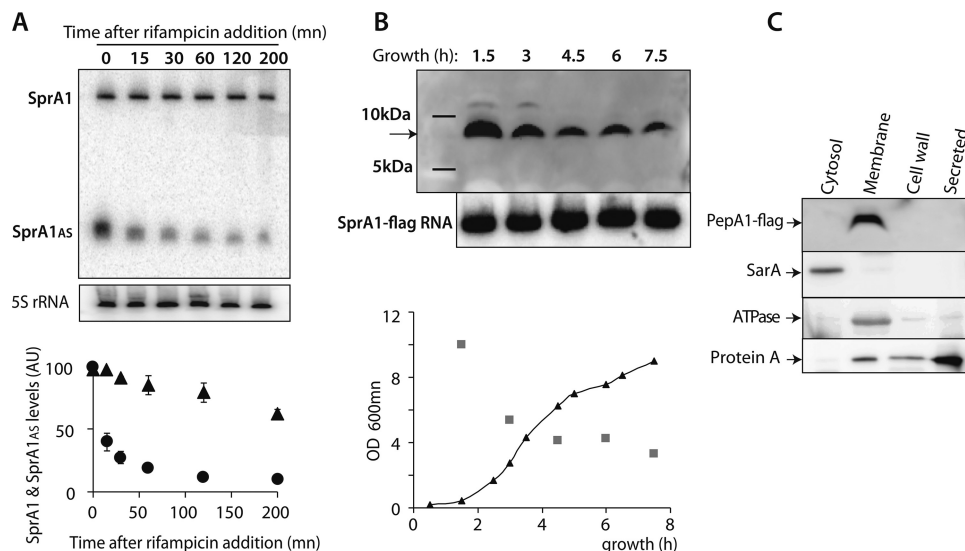 A
Time after rifampicin addition (mn)
0 15 30 60 120 200
SprA1
SprA1AS
5S rRNA
SprA1 & SprA1AS levels (AU)
100
50
0
0 50 100 150 200
Time after rifampicin addition (mn)
B
Growth (h): 1.5 3 4.5 6 7.5
10kDa
5kDa
SprA1-flag RNA
OD 600mn
12
8
4
0
0 2 4 6 8
growth (h)
C
Cytosol
Membrane
Cell wall
Secreted
PepA1-flag
SarA
ATPase
Protein A